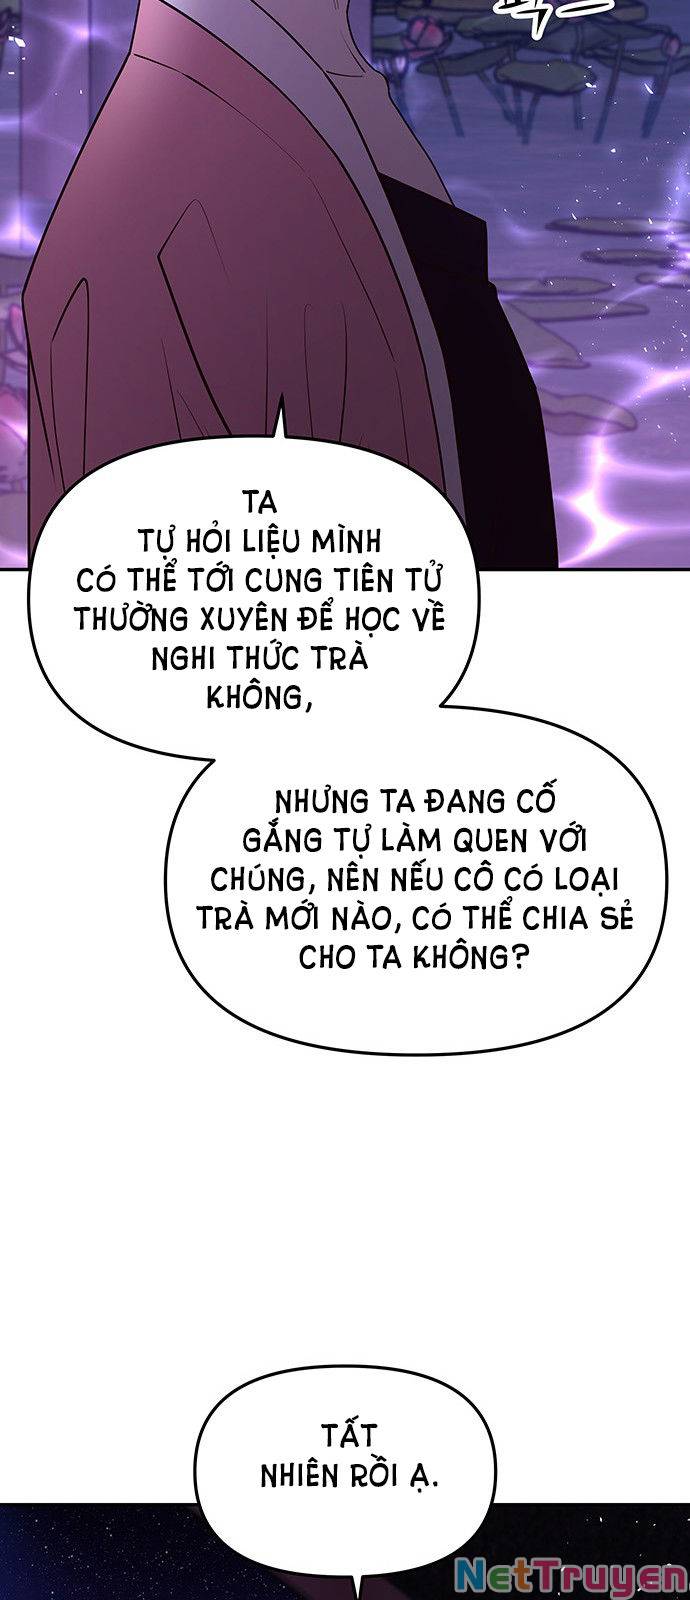 TA
TỰ HỎI LIỆU MÌNH
CÓ THỂ TỚI CUNG TIÊN TỬ
THƯỜNG XUYÊN ĐỂ HỌC VỀ
NGHI THỨC TRÀ
KHÔNG,
NHƯNG TA ĐANG CỐ
GẮNG TỰ LÀM QUEN VỚI
CHÚNG, NÊN NẾU CÔ CÓ LOẠI
TRÀ MỚI NÀO, CÓ THỂ CHIA SẺ
CHO TA KHÔNG?
TẤT
NHIÊN RỒI Ạ.
NetTruyen